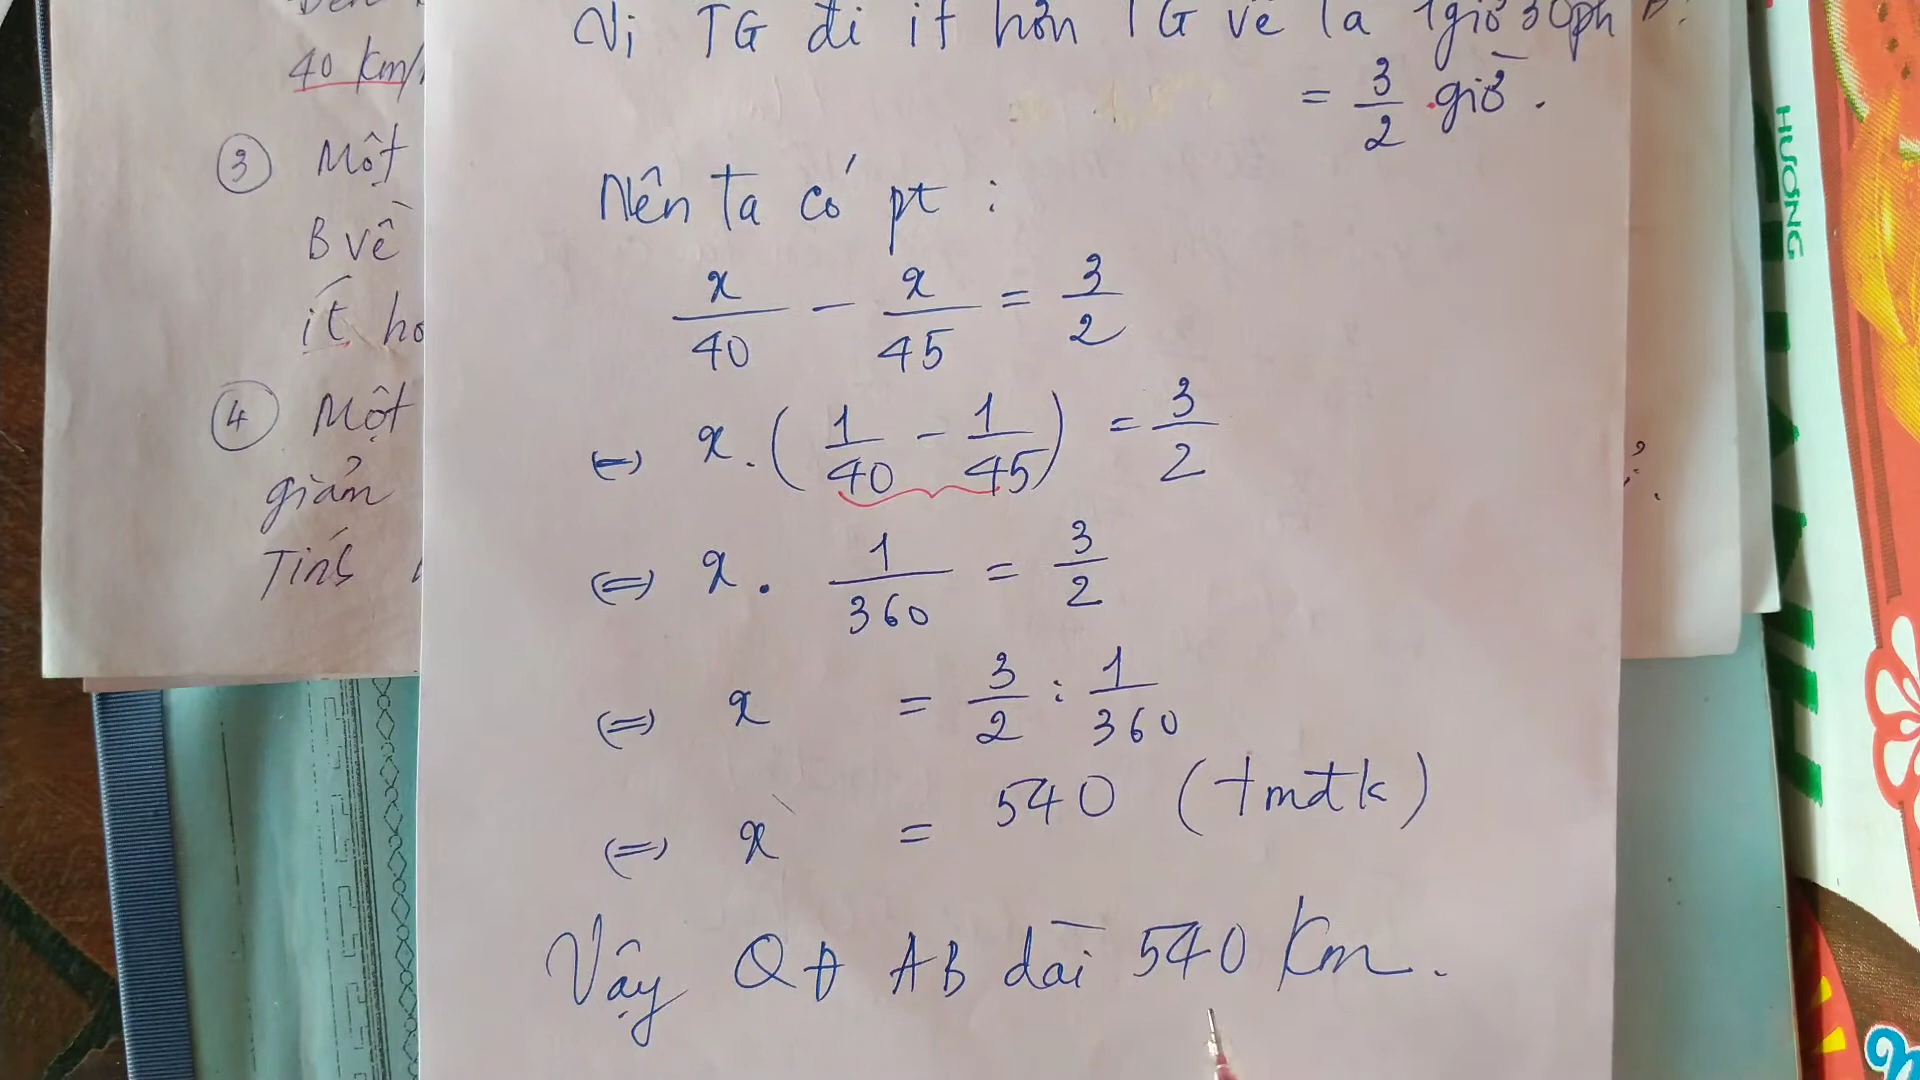 40 km/
③ Một
B về
ít ho
④ Một
giảm
Tính
Vì TG đi ít hơn TG về là 1giờ 30ph
= 3/2 giờ.
Nên ta có pt :
x/40 - x/45 = 3/2
⇔ x.(1/40 - 1/45) = 3/2
⇔ x. 1/360 = 3/2
⇔ x = 3/2 : 1/360
⇔ x = 540 (tmđk)
Vậy QĐ AB dài 540 Km.
HƯƠNG